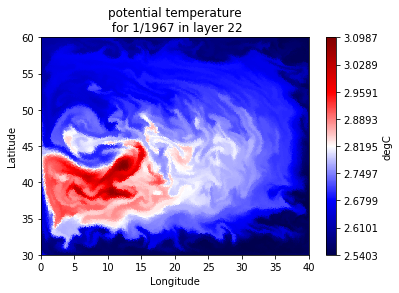 potential temperature
for 1/1967 in layer 22
60
55
50
45
40
35
30
Latitude
0 5 10 15 20 25 30 35 40
Longitude
3.0987
3.0289
2.9591
2.8893
2.8195
2.7497
2.6799
2.6101
2.5403
degC